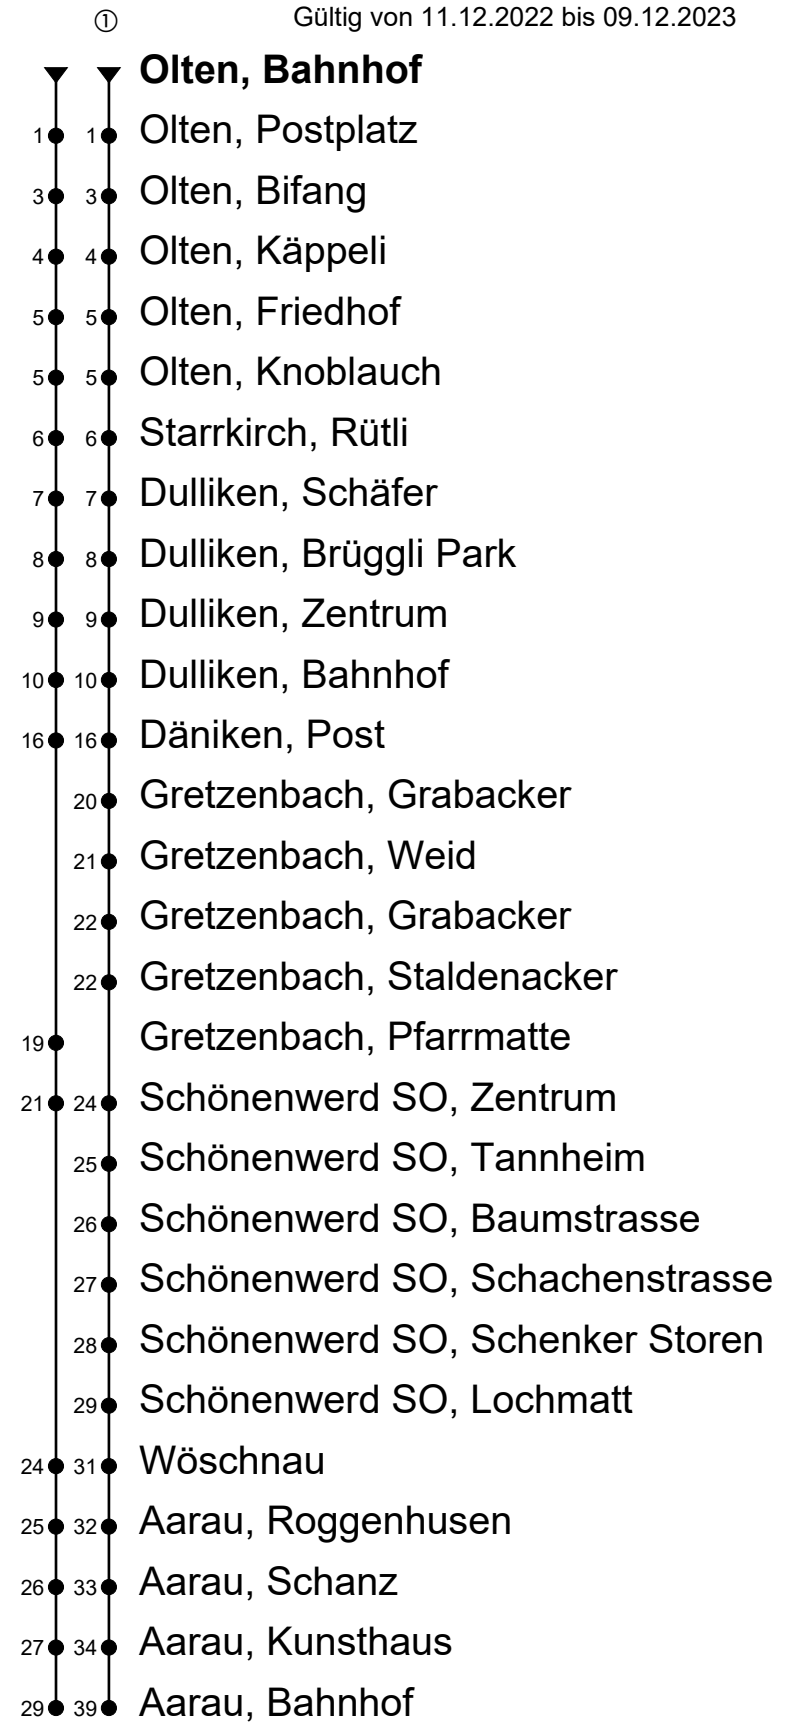 ① Gültig von 11.12.2022 bis 09.12.2023
Olten, Bahnhof
1 1 Olten, Postplatz
3 3 Olten, Bifang
4 4 Olten, Käppeli
5 5 Olten, Friedhof
5 5 Olten, Knoblauch
6 6 Starrkirch, Rütli
7 7 Dulliken, Schäfer
8 8 Dulliken, Brüggli Park
9 9 Dulliken, Zentrum
10 10 Dulliken, Bahnhof
16 16 Däniken, Post
20 Gretzenbach, Grabacker
21 Gretzenbach, Weid
22 Gretzenbach, Grabacker
22 Gretzenbach, Staldenacker
19 Gretzenbach, Pfarrmatte
21 24 Schönenwerd SO, Zentrum
25 Schönenwerd SO, Tannheim
26 Schönenwerd SO, Baumstrasse
27 Schönenwerd SO, Schachenstrasse
28 Schönenwerd SO, Schenker Storen
29 Schönenwerd SO, Lochmatt
24 31 Wöschnau
25 32 Aarau, Roggenhusen
26 33 Aarau, Schanz
27 34 Aarau, Kunsthaus
29 39 Aarau, Bahnhof